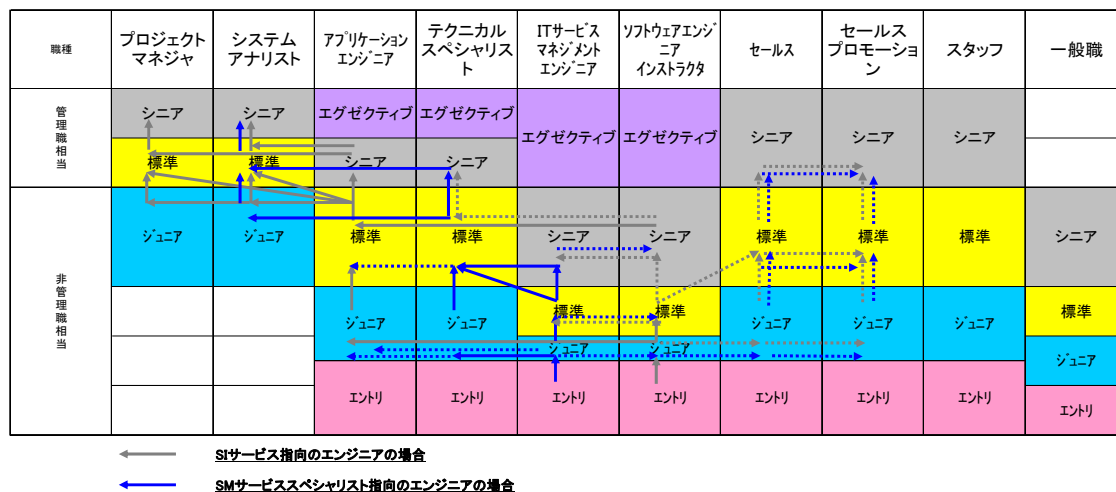 職種
プロジェクト
マネジャ
システム
アナリスト
アプリケーション
エンジニア
テクニカル
スペシャリス
ト
ITサービス
マネジメント
エンジニア
ソフトウェアエンジ
ニア
インストラクタ
セールス
セールス
プロモーショ
ン
スタッフ
一般職
管理職相当
シニア
シニア
エグゼクティブ
エグゼクティブ
エグゼクティブ
エグゼクティブ
シニア
シニア
シニア
標準
標準
シニア
シニア
非管理職相当
ジュニア
ジュニア
標準
標準
シニア
シニア
標準
標準
標準
シニア
ジュニア
ジュニア
標準
標準
ジュニア
ジュニア
ジュニア
標準
ジュニア
ジュニア
ジュニア
エントリ
エントリ
エントリ
エントリ
エントリ
エントリ
エントリ
エントリ
SIサービス指向のエンジニアの場合
SMサービススペシャリスト指向のエンジニアの場合